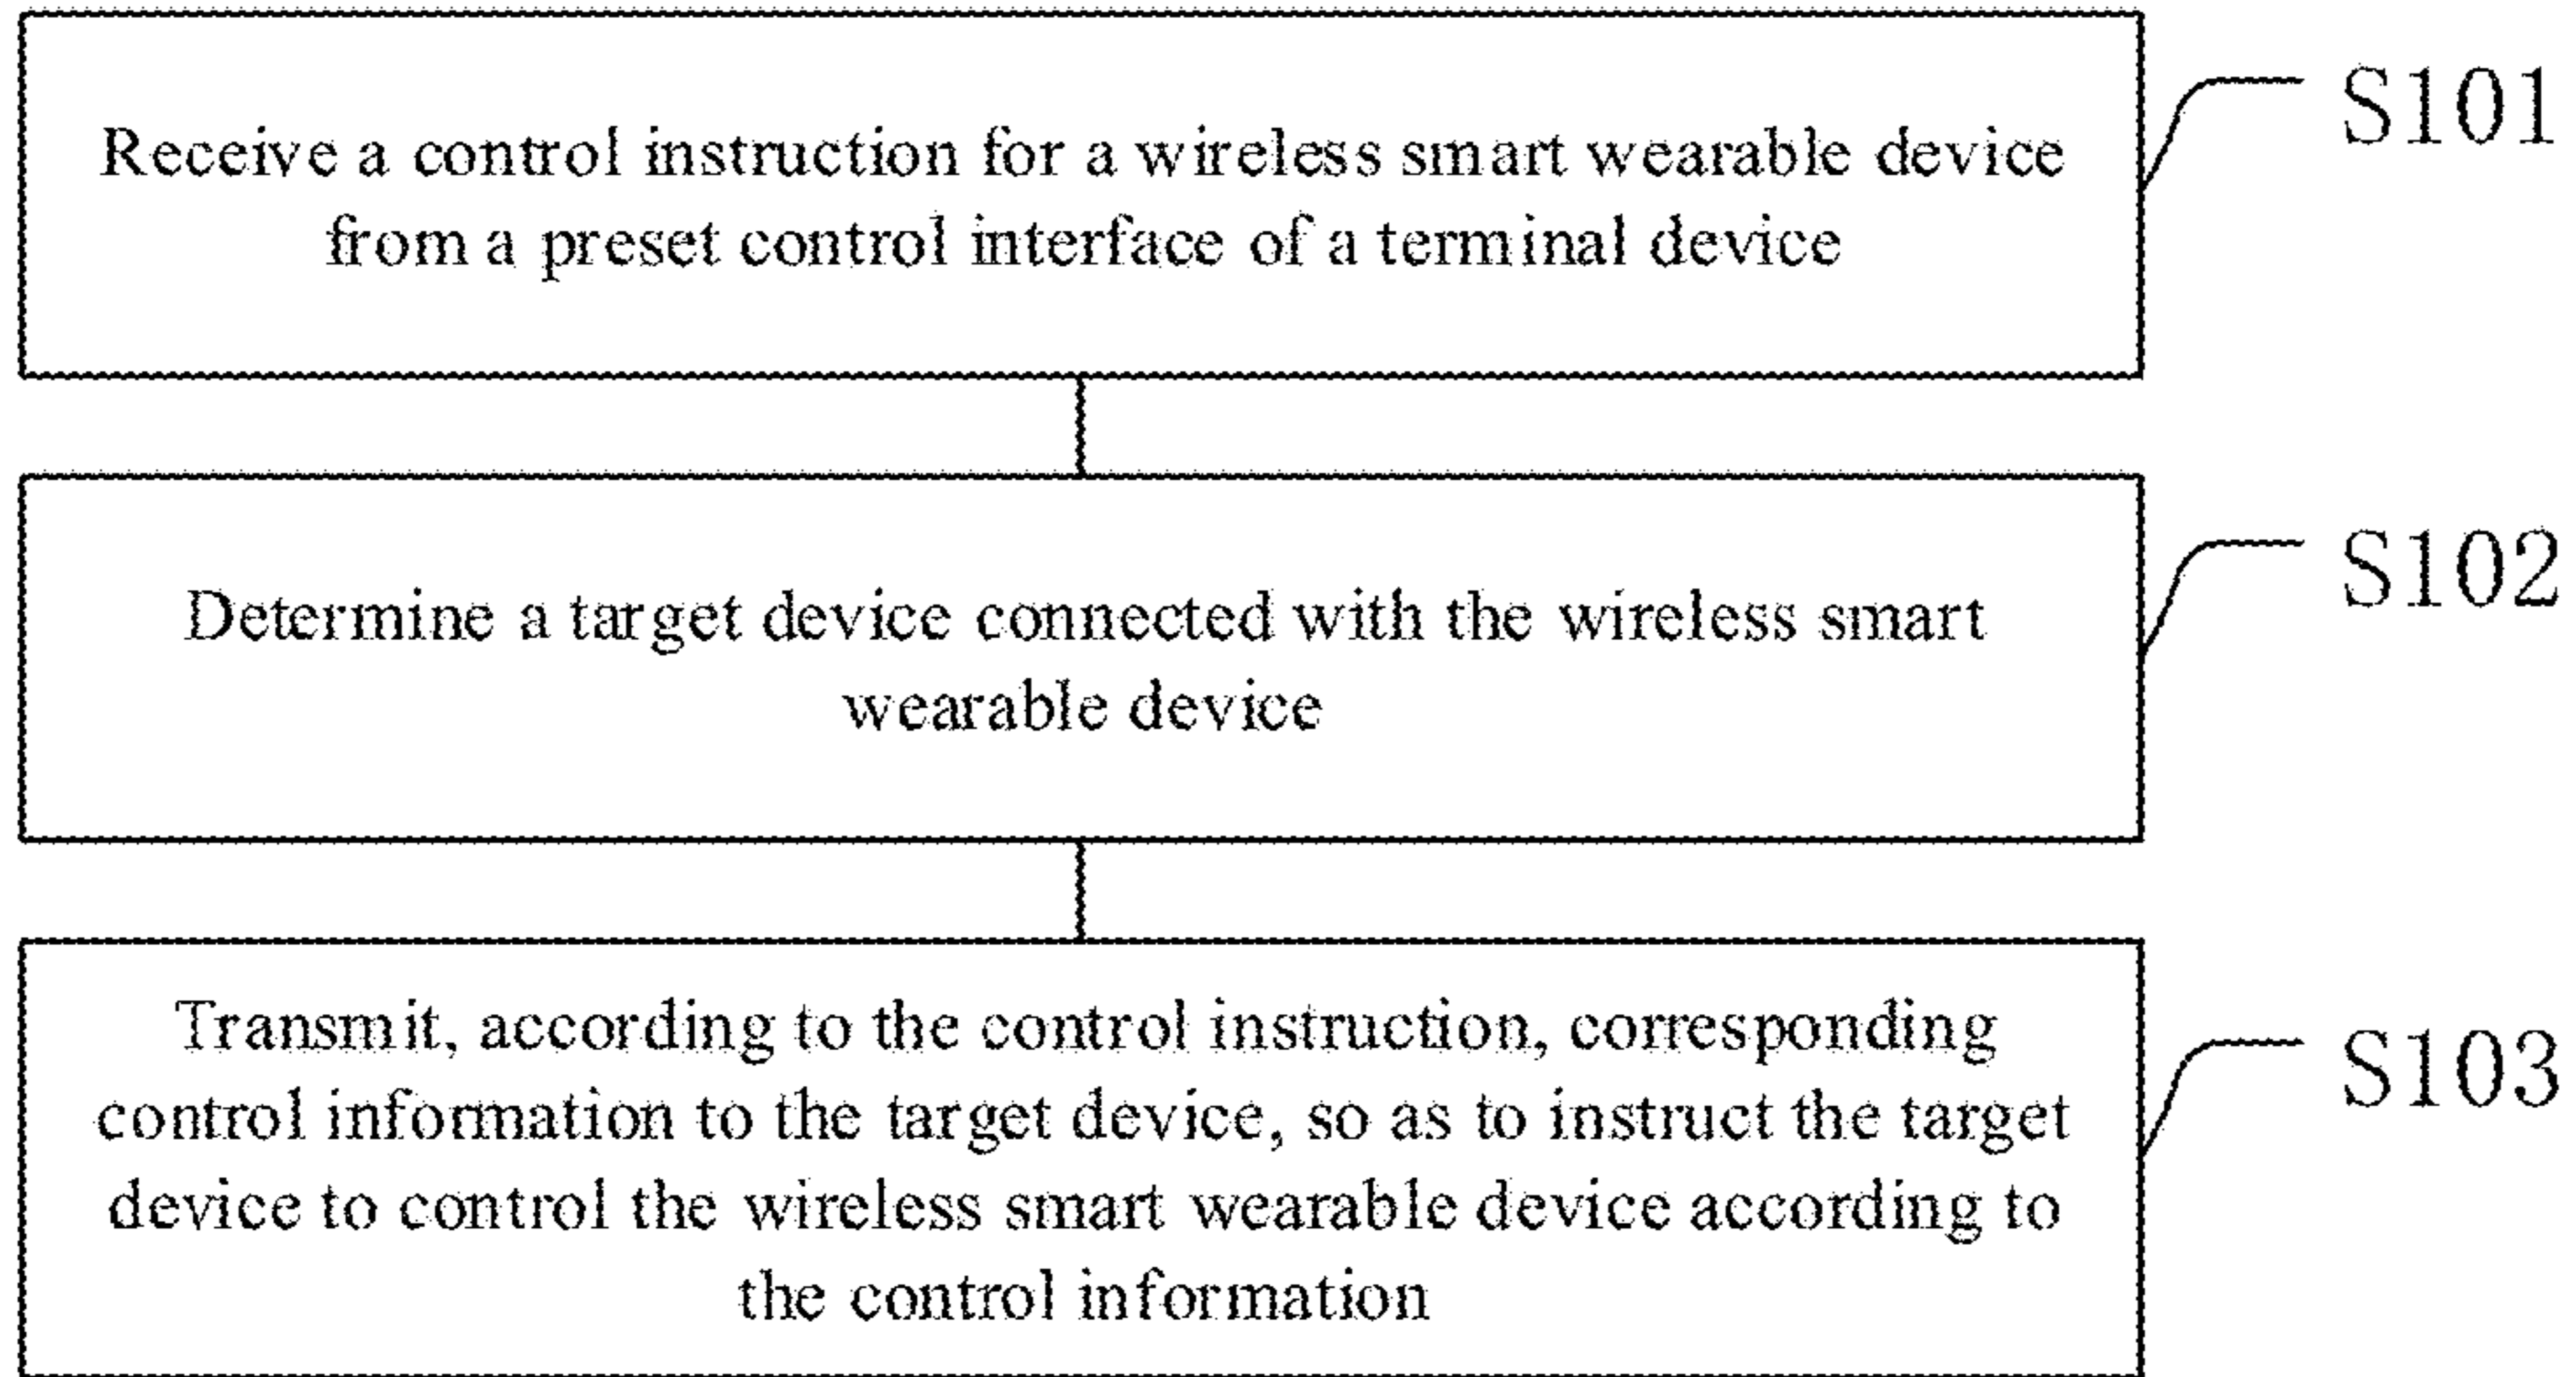 Receive a control instruction for a wireless smart wearable device
from a preset control interface of a terminal device
S101
Determine a target device connected with the wireless smart
wearable device
S102
Transmit, according to the control instruction, corresponding
control information to the target device, so as to instruct the target
device to control the wireless smart wearable device according to
the control information
S103